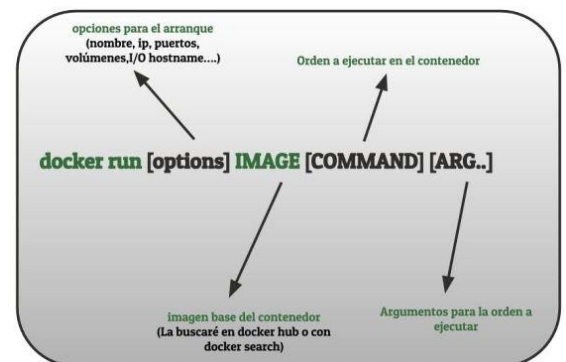 opciones para el arranque
(nombre, ip, puertos,
volúmenes,I/O hostname....)
Orden a ejecutar en el contenedor
docker run [options] IMAGE [COMMAND] [ARG..]
imagen base del contenedor
(La buscaré en docker hub o con
docker search)
Argumentos para la orden a
ejecutar